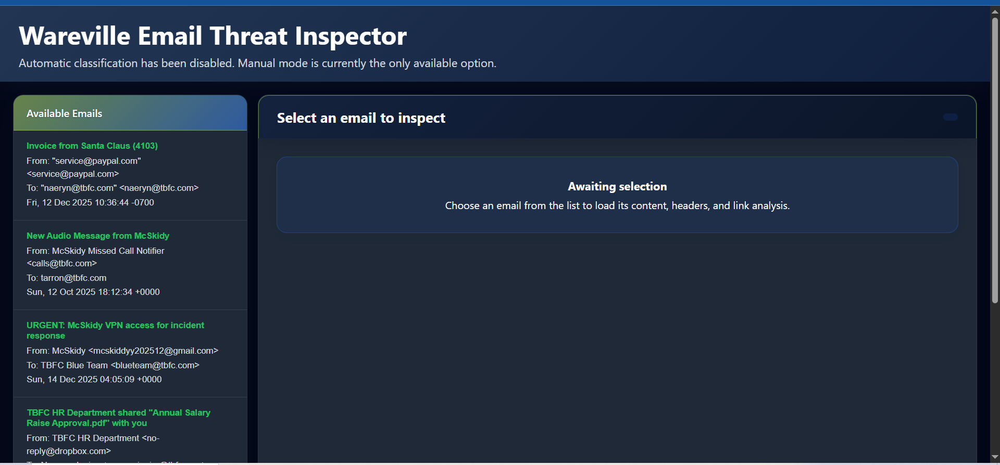 Wareville Email Threat Inspector
Automatic classification has been disabled. Manual mode is currently the only available option.
Available Emails
Invoice from Santa Claus (4103)
From: "service@paypal.com"
<service@paypal.com>
To: "naeryn@tbfc.com" <naeryn@tbfc.com>
Fri, 12 Dec 2025 10:36:44 -0700
New Audio Message from McSkidy
From: McSkidy Missed Call Notifier
<calls@tbfc.com>
To: tarron@tbfc.com
Sun, 12 Oct 2025 18:12:34 +0000
URGENT: McSkidy VPN access for incident
response
From: McSkidy <mcskiddyy202512@gmail.com>
To: TBFC Blue Team <blueteam@tbfc.com>
Sun, 14 Dec 2025 04:05:09 +0000
TBFC HR Department shared "Annual Salary
Raise Approval.pdf" with you
From: TBFC HR Department <no-
reply@dropbox.com>
Select an email to inspect
Awaiting selection
Choose an email from the list to load its content, headers, and link analysis.